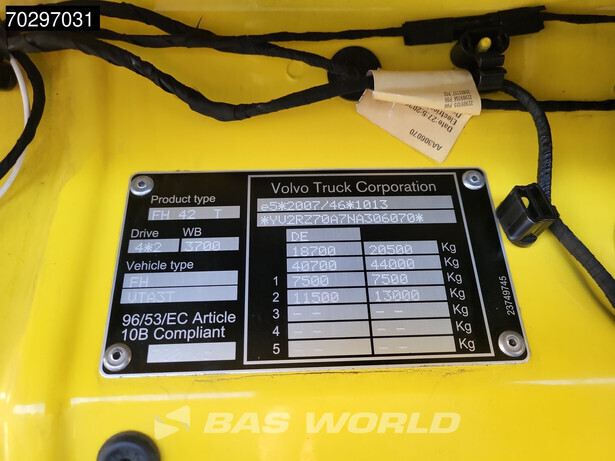 70297031
AA306070
Volvo Truck Corporation
e5*2007/46*1013
*YV2RZ70A7NA306070*
Product type
FH 42 T
Drive WB
4*2 3700
Vehicle type
FH
VTA3T
96/53/EC Article
10B Compliant
DE
18700 20500 Kg
40700 44000 Kg
1 7500 7500 Kg
2 11500 13000 Kg
3 -- -- Kg
4 -- -- Kg
5 -- -- Kg
23749745
BAS WORLD